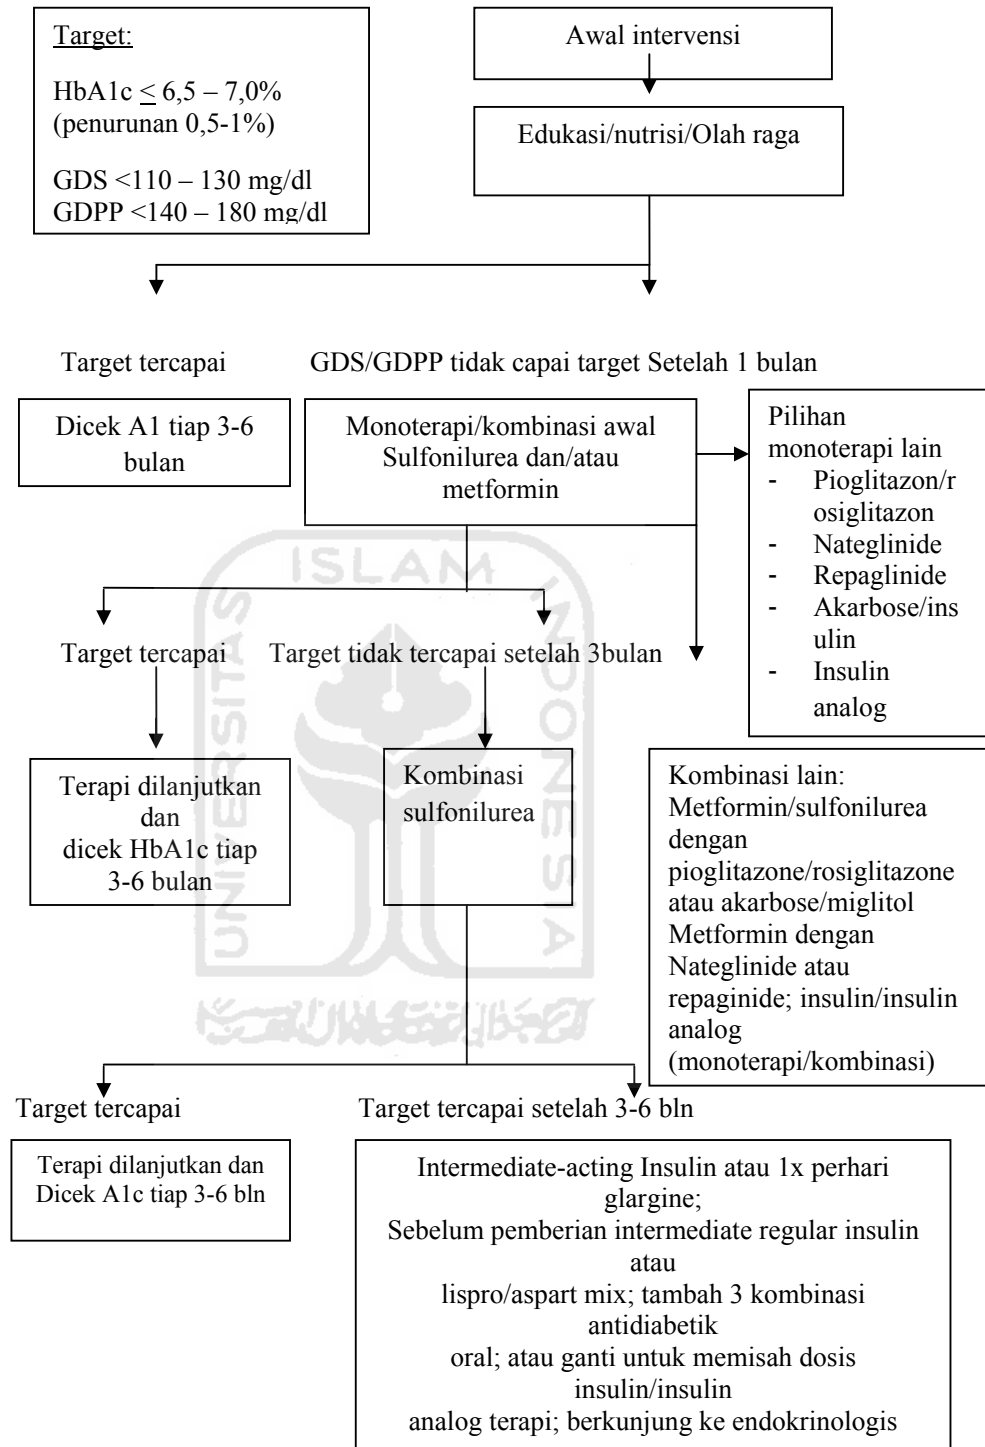 Target:
HbA1c < 6,5 – 7,0%
(penurunan 0,5-1%)
GDS <110 – 130 mg/dl
GDPP <140 – 180 mg/dl
Awal intervensi
Edukasi/nutrisi/Olah raga
Target tercapai
GDS/GDPP tidak capai target Setelah 1 bulan
Dicek A1 tiap 3-6
bulan
Monoterapi/kombinasi awal
Sulfonilurea dan/atau
metformin
Pilihan
monoterapi lain
- Pioglitazon/r
osiglitazon
- Nateglinide
- Repaglinide
- Akarbose/ins
ulin
- Insulin
analog
Target tercapai
Target tidak tercapai setelah 3bulan
Terapi dilanjutkan
dan
dicek HbA1c tiap
3-6 bulan
Kombinasi
sulfonilurea
Kombinasi lain:
Metformin/sulfonilurea
dengan
pioglitazone/rosiglitazone
atau akarbose/miglitol
Metformin dengan
Nateglinide atau
repaginide; insulin/insulin
analog
(monoterapi/kombinasi)
Target tercapai
Target tercapai setelah 3-6 bln
Terapi dilanjutkan dan
Dicek A1c tiap 3-6 bln
Intermediate-acting Insulin atau 1x perhari
glargine;
Sebelum pemberian intermediate regular insulin
atau
lispro/aspart mix; tambah 3 kombinasi
antidiabetik
oral; atau ganti untuk memisah dosis
insulin/insulin
analog terapi; berkunjung ke endokrinologis
UNIVERSITAS
ISLAM
INDONESIA